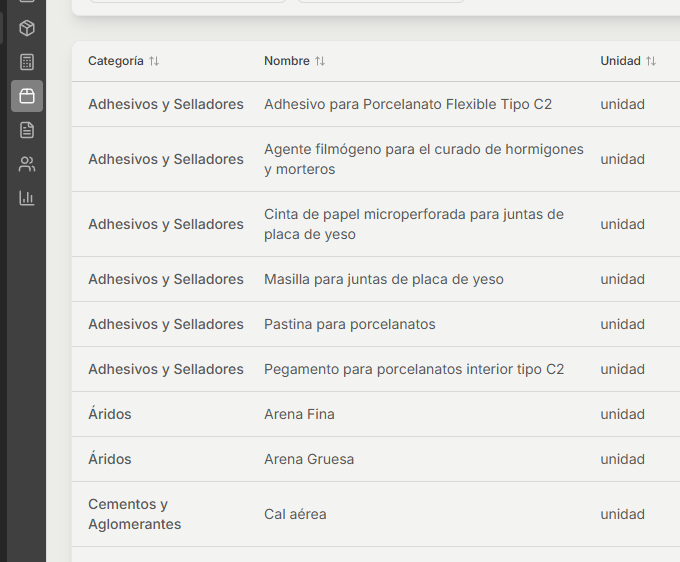 Categoría Nombre Unidad
Adhesivos y Selladores Adhesivo para Porcelanato Flexible Tipo C2 unidad
Adhesivos y Selladores Agente filmógeno para el curado de hormigones
y morteros unidad
Adhesivos y Selladores Cinta de papel microperforada para juntas de
placa de yeso unidad
Adhesivos y Selladores Masilla para juntas de placa de yeso unidad
Adhesivos y Selladores Pastina para porcelanatos unidad
Adhesivos y Selladores Pegamento para porcelanatos interior tipo C2 unidad
Áridos Arena Fina unidad
Áridos Arena Gruesa unidad
Cementos y
Aglomerantes Cal aérea unidad